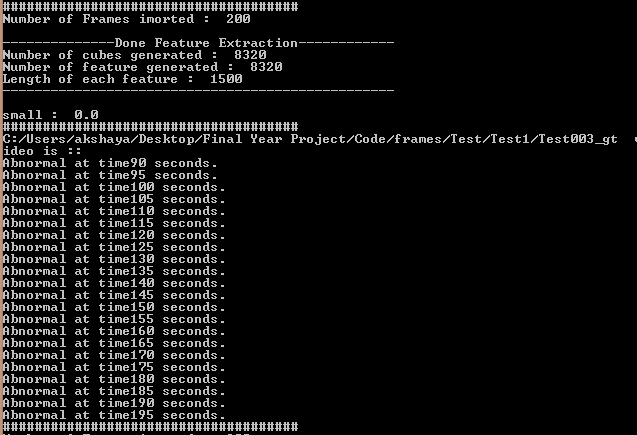 #####################################
Number of Frames imorted :  200
--------------Done Feature Extraction------------
Number of cubes generated :  8320
Number of feature generated :  8320
Length of each feature :  1500
-------------------------------------------------
small :  0.0
#####################################
C:/Users/akshaya/Desktop/Final Year Project/Code/frames/Test/Test1/Test003_gt  v
ideo is ::
Abnormal at time90 seconds.
Abnormal at time95 seconds.
Abnormal at time100 seconds.
Abnormal at time105 seconds.
Abnormal at time110 seconds.
Abnormal at time115 seconds.
Abnormal at time120 seconds.
Abnormal at time125 seconds.
Abnormal at time130 seconds.
Abnormal at time135 seconds.
Abnormal at time140 seconds.
Abnormal at time145 seconds.
Abnormal at time150 seconds.
Abnormal at time155 seconds.
Abnormal at time160 seconds.
Abnormal at time165 seconds.
Abnormal at time170 seconds.
Abnormal at time175 seconds.
Abnormal at time180 seconds.
Abnormal at time185 seconds.
Abnormal at time190 seconds.
Abnormal at time195 seconds.
#####################################